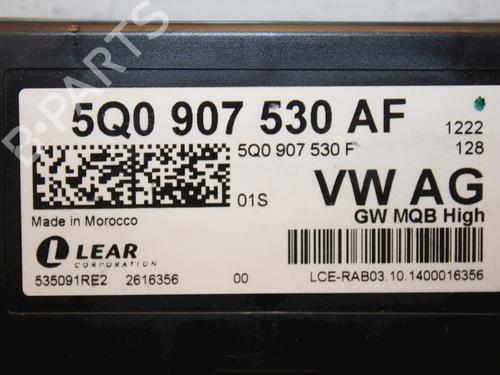 5Q0 907 530 AF
1222
5Q0 907 530 F
128
01S
VW AG
Made in Morocco
GW MQB High
LEAR
CORPORATION
535091RE2 2616356 00 LCE-RAB03.10.1400016356
B-PARTS